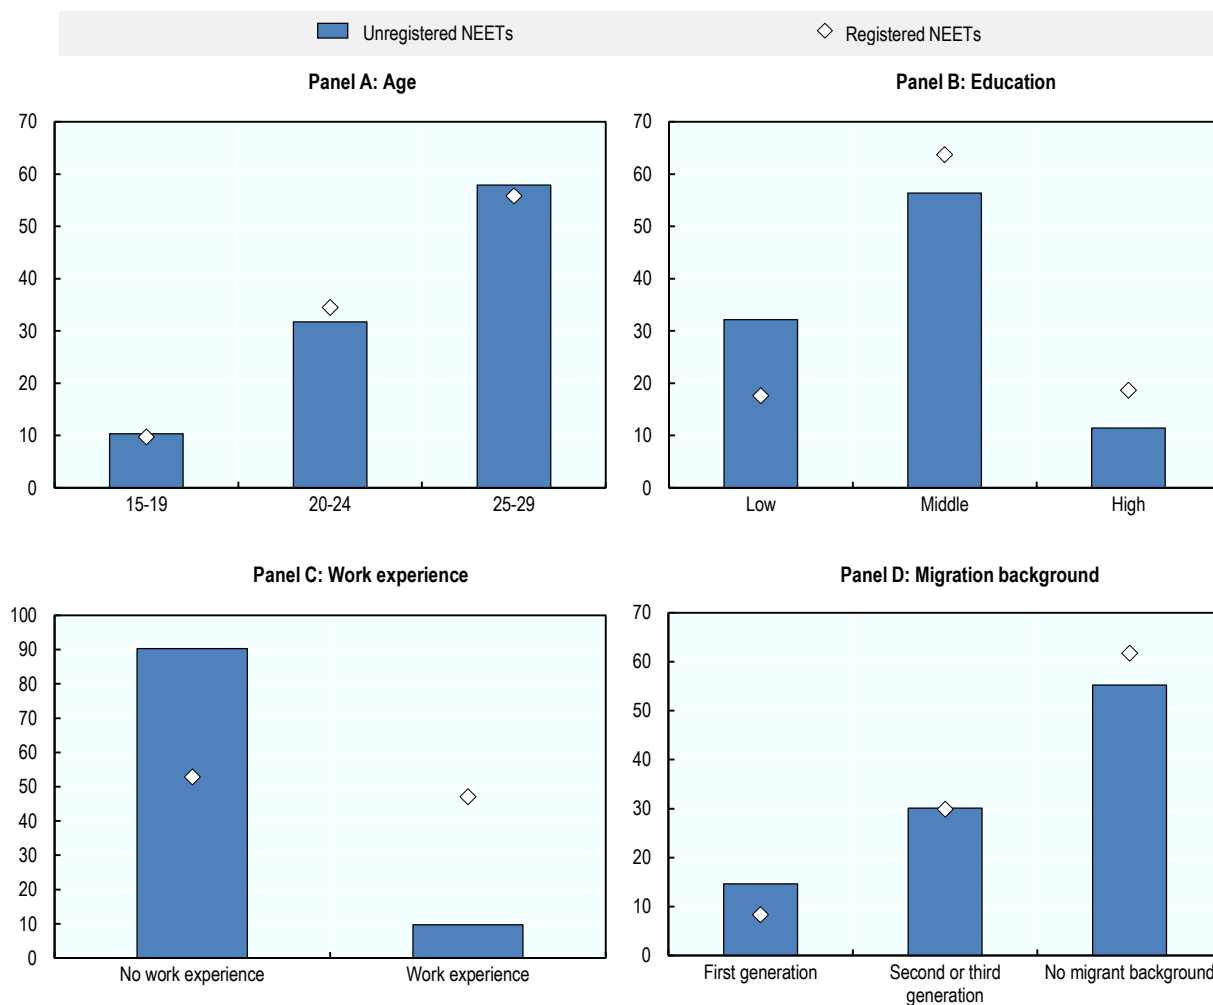 Unregistered NEETs
Registered NEETs
Panel A: Age
70
60
50
40
30
20
10
0
15-19
20-24
25-29
Panel B: Education
70
60
50
40
30
20
10
0
Low
Middle
High
Panel C: Work experience
100
90
80
70
60
50
40
30
20
10
0
No work experience
Work experience
Panel D: Migration background
70
60
50
40
30
20
10
0
First generation
Second or third
generation
No migrant background